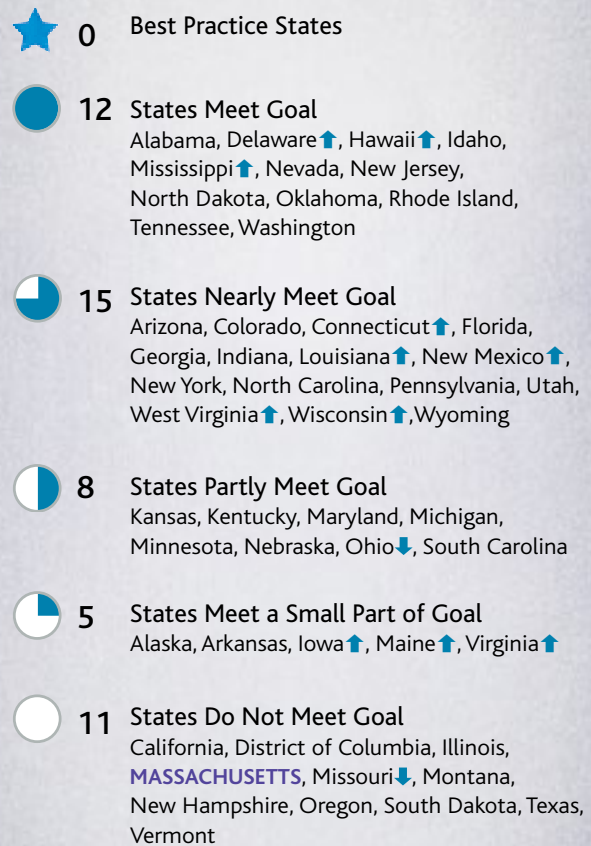 0 Best Practice States
12 States Meet Goal
Alabama, Delaware⬆, Hawaii⬆, Idaho,
Mississippi⬆, Nevada, New Jersey,
North Dakota, Oklahoma, Rhode Island,
Tennessee, Washington
15 States Nearly Meet Goal
Arizona, Colorado, Connecticut⬆, Florida,
Georgia, Indiana, Louisiana⬆, New Mexico⬆,
New York, North Carolina, Pennsylvania, Utah,
West Virginia⬆, Wisconsin⬆,Wyoming
8 States Partly Meet Goal
Kansas, Kentucky, Maryland, Michigan,
Minnesota, Nebraska, Ohio⬇, South Carolina
5 States Meet a Small Part of Goal
Alaska, Arkansas, Iowa⬆, Maine⬆, Virginia⬆
11 States Do Not Meet Goal
California, District of Columbia, Illinois,
MASSACHUSETTS, Missouri⬇, Montana,
New Hampshire, Oregon, South Dakota, Texas,
Vermont